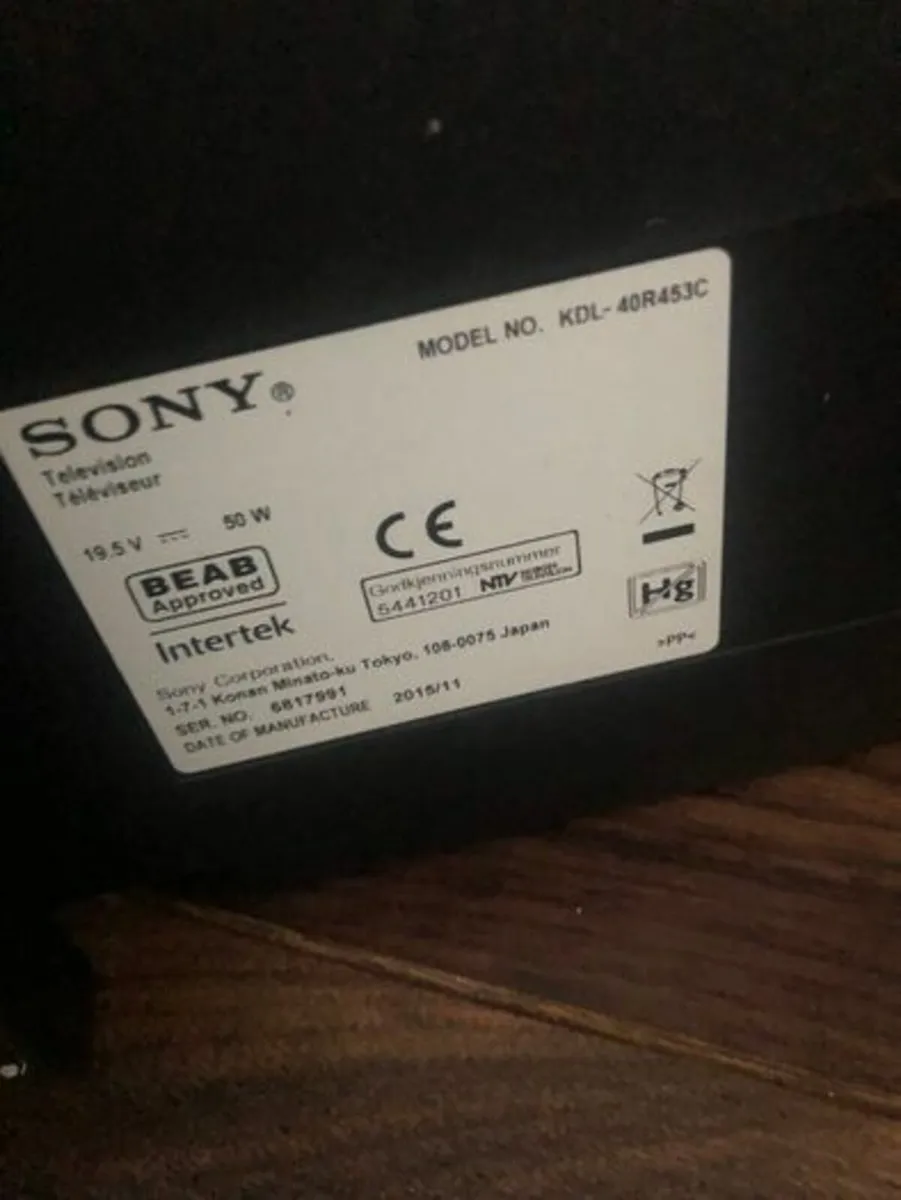 MODEL NO. KDL-40R453C
SONY®
Television
Téléviseur
19.5 V ⎓ 50 W
BEAB
Approved
Intertek
CE
Godkjenningsnummer
5441201 NTV
Hg
>PP<
Sony Corporation.
1-7-1 Konan Minato-ku Tokyo, 108-0075 Japan
SER. NO. 6817991
DATE OF MANUFACTURE 2015/11